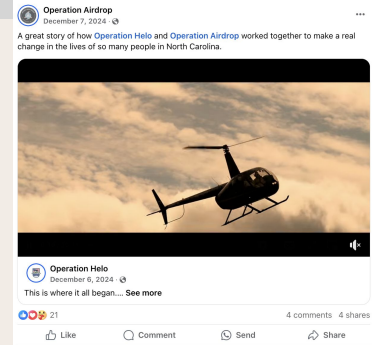 Operation Airdrop
December 7, 2024 ·
A great story of how Operation Helo and Operation Airdrop worked together to make a real
change in the lives of so many people in North Carolina.
Operation Helo
December 6, 2024 ·
This is where it all began.... See more
21
4 comments 4 shares
Like
Comment
Send
Share